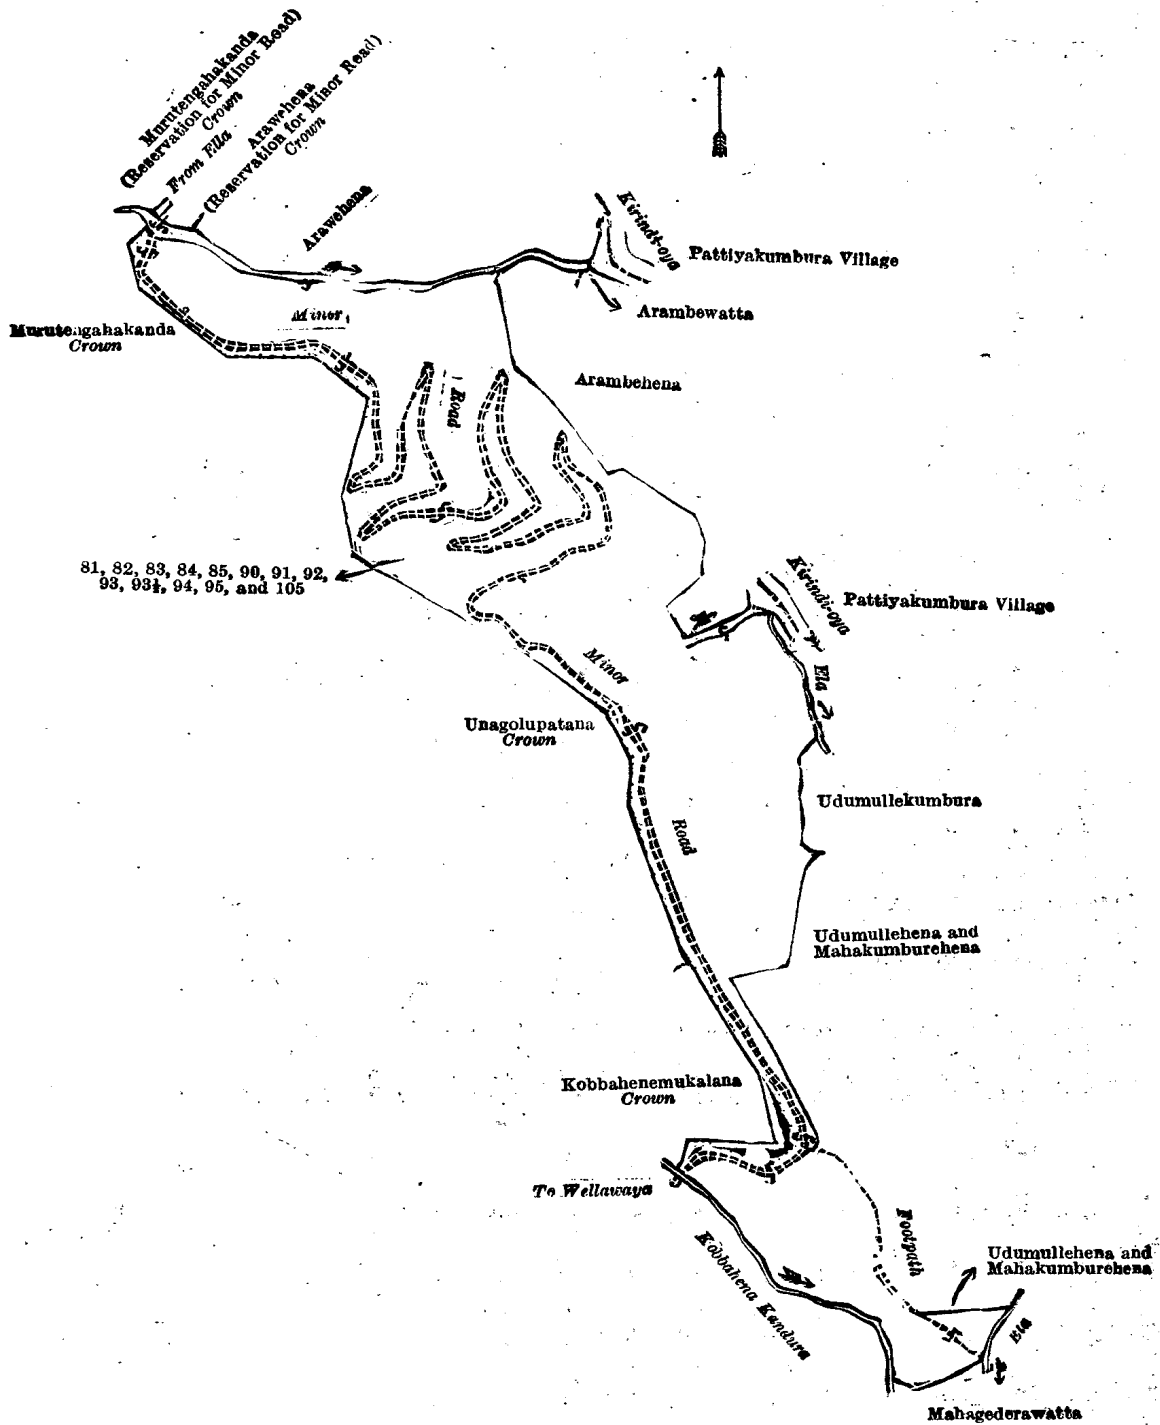 Murutengahakanda
(Reservation for Minor Road)
Crown
From Ella
Arawehena
(Reservation for Minor Road)
Crown
Arawehena
Kirindi-oya
Pattiyakumbura Village
Arambewatta
Minor
Murutengahakanda
Crown
Arambehena
Road
81, 82, 83, 84, 85, 90, 91, 92,
93, 93½, 94, 95, and 105
Kirindi-oya
Pattiyakumbura Village
Minor
Ela
Unagolupatana
Crown
Udumullekumbura
Road
Udumullehena and
Mahakumburehena
Kobbahenemukalana
Crown
To Wellawaya
Footpath
Kobbahena Kandura
Udumullehena and
Mahakumburehena
Ela
Mahagederawatta